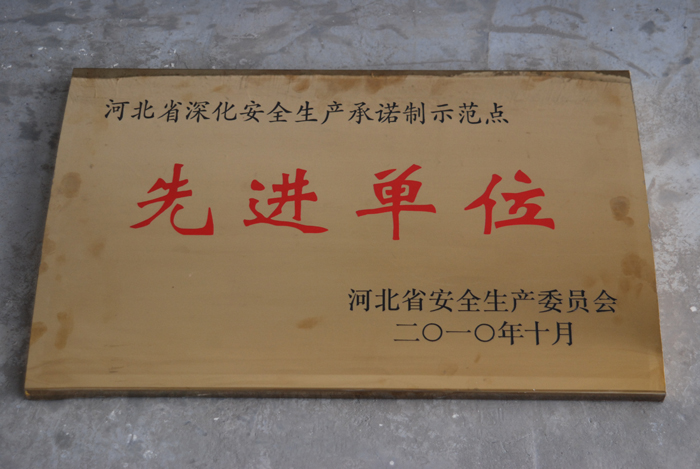 河北省深化安全生产承诺制示范点
先进单位
河北省安全生产委员会
二〇一〇年十月